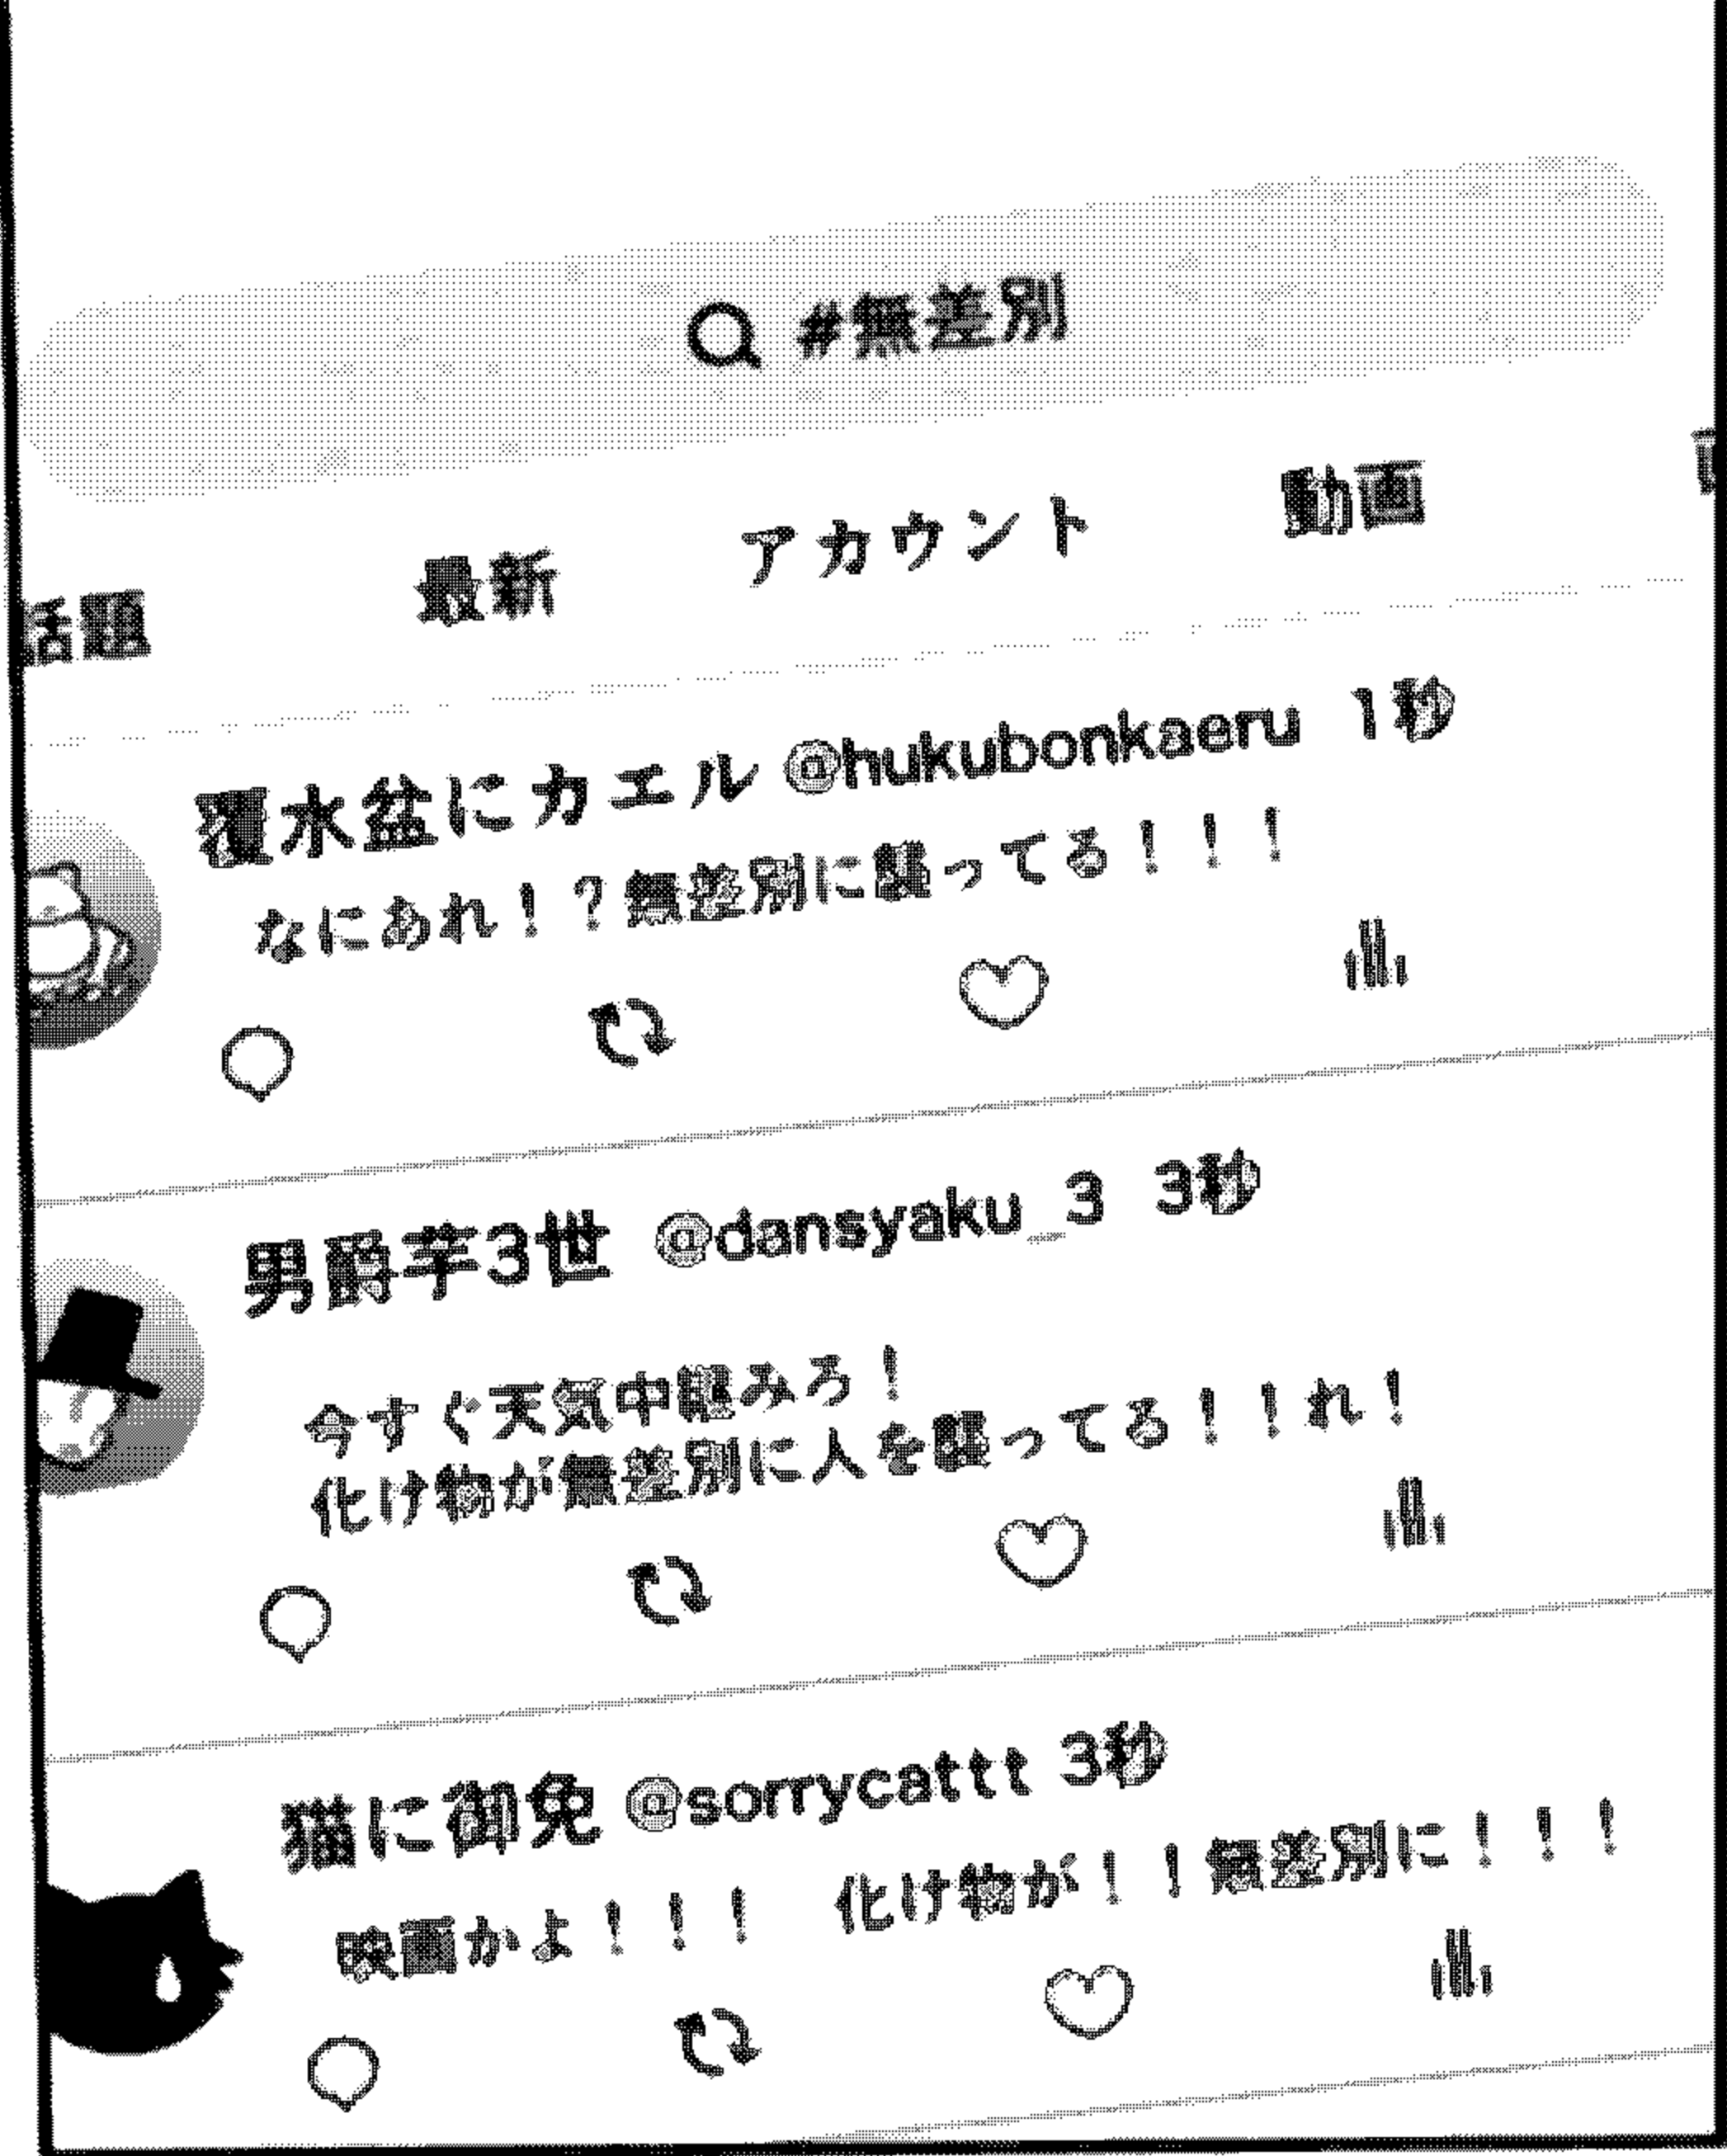 #無差別
話題 最新 アカウント 動画
覆水盆にカエル @hukubonkaeru 1秒
なにあれ！？無差別に襲ってる！！！
男爵芋3世 @dansyaku_3 3秒
今すぐ天気中継みろ！
化け物が無差別に人を襲ってる！！れ！
猫に御免 @sorrycattt 3秒
映画かよ！！！ 化け物が！！無差別に！！！